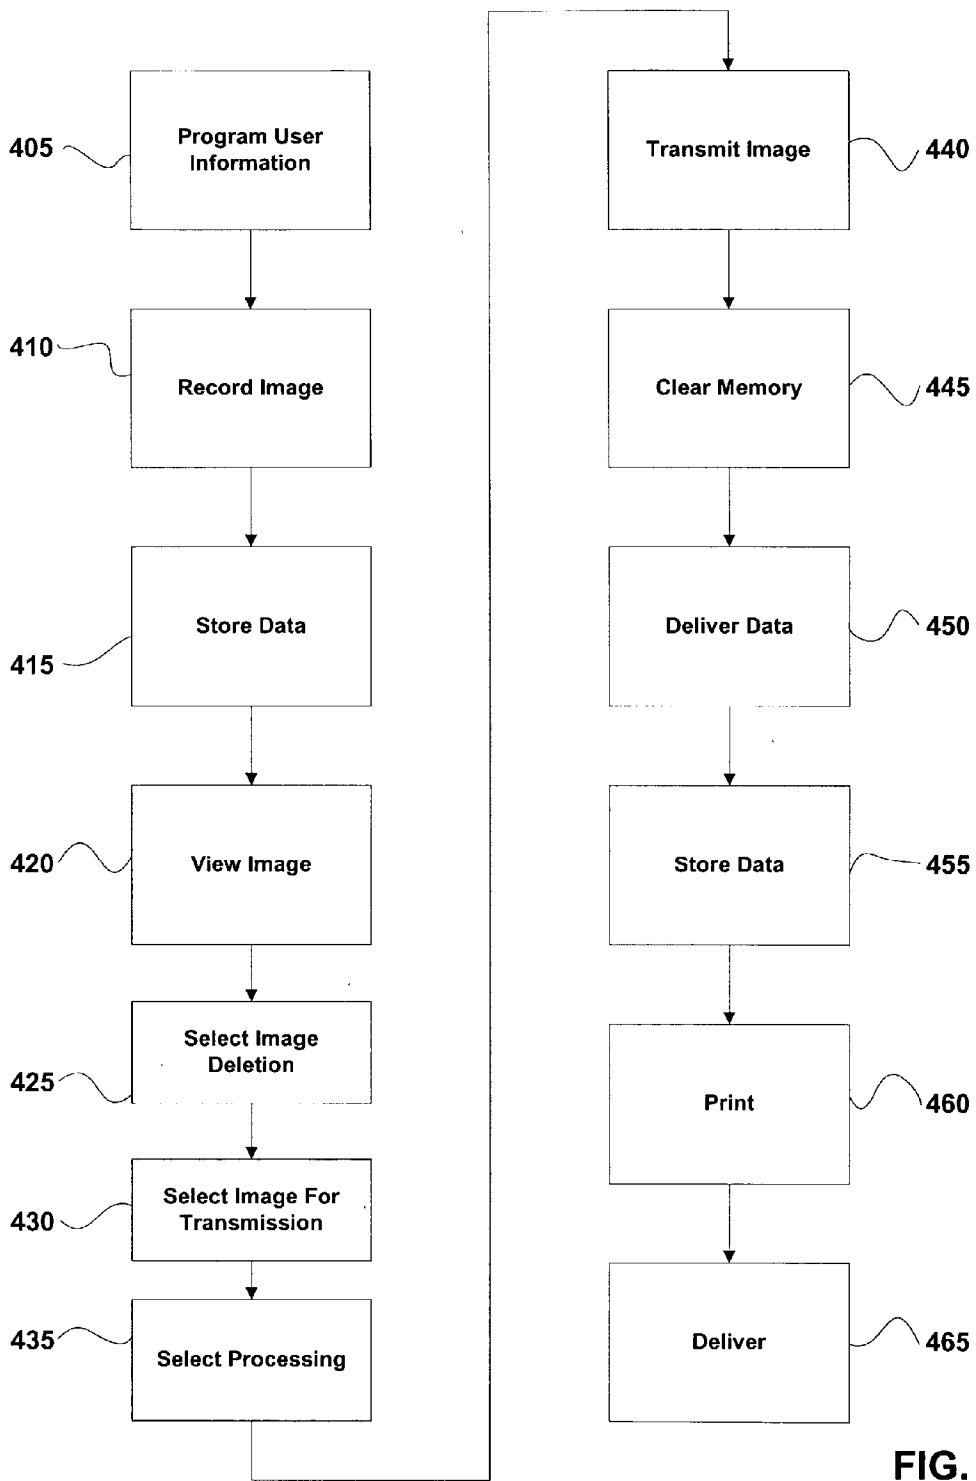 405
Program User
Information
410
Record Image
Store Data
415
420
View Image
Select Image
Deletion
425
Select Image For
Transmission
430
435
Select Processing
Transmit Image
440
Clear Memory
445
Deliver Data
450
Store Data
455
Print
460
Deliver
465
FIG.